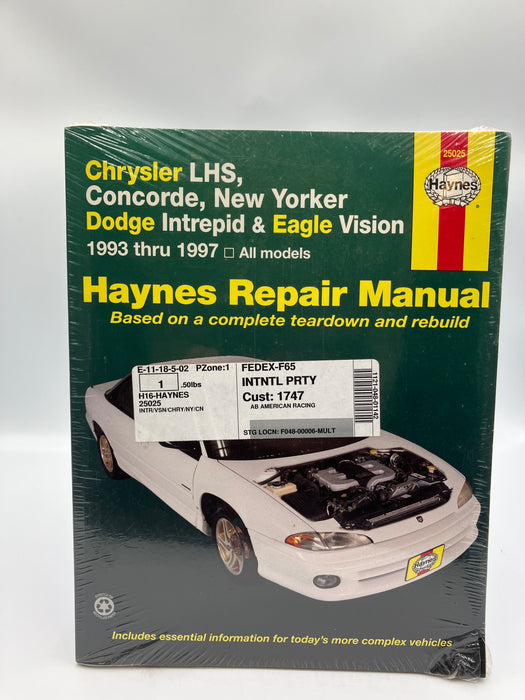 25025
Haynes
®
Chrysler LHS,
Concorde, New Yorker
Dodge Intrepid & Eagle Vision
1993 thru 1997 □ All models
Haynes Repair Manual
Based on a complete teardown and rebuild
E-11-18-5-02 PZone:1
1 .50lbs
H16-HAYNES
25025
INTR/VSN/CHRY/NY/CN
FEDEX-F65
INTNTL PRTY
Cust: 1747
AB AMERICAN RACING
STG LOCN: F048-00006-MULT
Haynes
Includes essential information for today's more complex vehicles